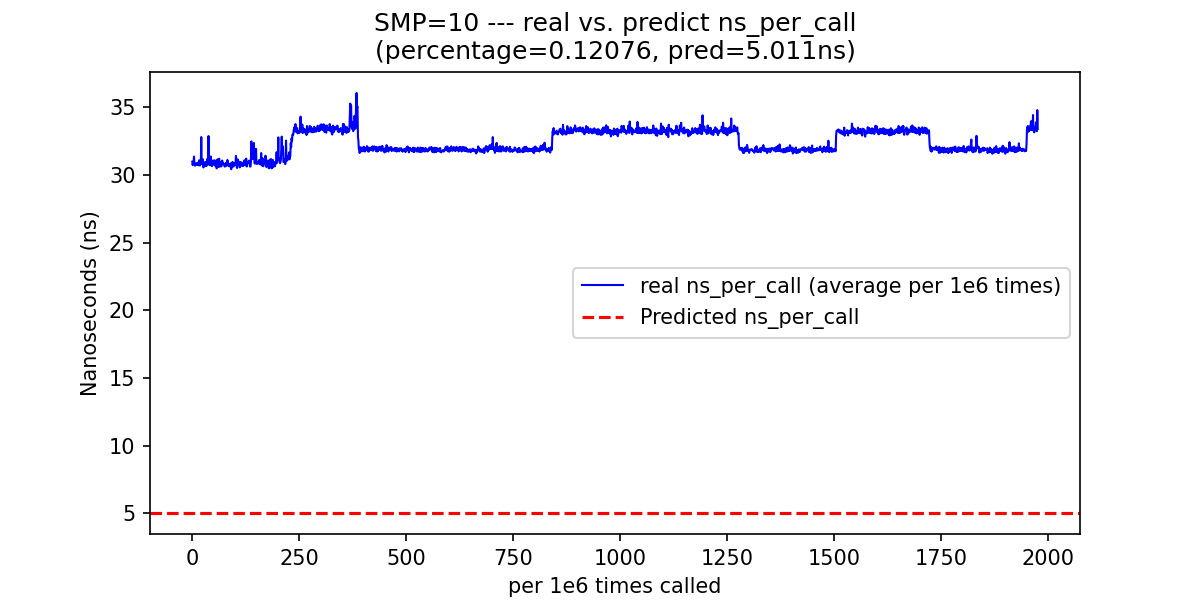 SMP=10 --- real vs. predict ns_per_call
(percentage=0.12076, pred=5.011ns)
35
30
25
20
15
10
5
Nanoseconds (ns)
real ns_per_call (average per 1e6 times)
Predicted ns_per_call
0 250 500 750 1000 1250 1500 1750 2000
per 1e6 times called